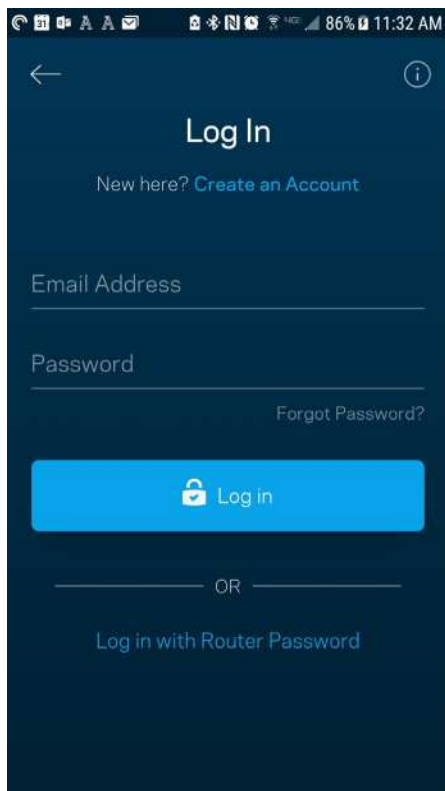 31 86% 11:32 AM
Log In
New here? Create an Account
Email Address
Password
Forgot Password?
Log in
OR
Log in with Router Password